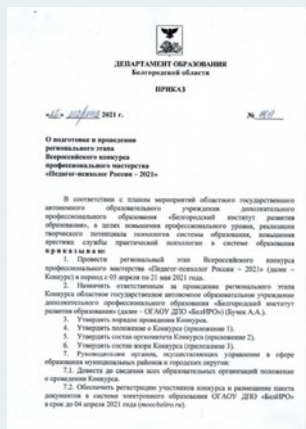 ДЕПАРТАМЕНТ ОБРАЗОВАНИЯ
Белгородской области
ПРИКАЗ
марта 2021 г. №
О подготовке и проведении
регионального этапа
Всероссийского конкурса
профессионального мастерства
«Педагог-психолог России – 2021»
В соответствии с планом мероприятий областного государственного
автономного образовательного учреждения дополнительного
профессионального образования «Белгородский институт развития
образования», в целях повышения профессионального уровня, реализации
творческого потенциала психологов системы образования, повышения
престижа службы практической психологии в системе образования
приказываю:
1. Провести региональный этап Всероссийского конкурса
профессионального мастерства «Педагог-психолог России – 2021» (далее –
Конкурс) в период с 05 апреля по 21 мая 2021 года.
2. Назначить ответственным за проведение регионального этапа
Конкурса областное государственное автономное образовательное учреждение
дополнительного профессионального образования «Белгородский институт
развития образования» (далее – ОГАОУ ДПО «БелИРО») (Бучек А.А.).
3. Утвердить порядок проведения Конкурса.
4. Утвердить положение о Конкурсе (приложение 1).
5. Утвердить состав оргкомитета Конкурса (приложение 2).
6. Утвердить состав жюри Конкурса (приложение 3).
7. Руководителям органов, осуществляющих управление в сфере
образования муниципальных районов и городских округов:
7.1. Довести до сведения всех образовательных организаций положение
о проведении Конкурса.
7.2. Обеспечить регистрацию участников конкурса и размещение пакета
документов в системе электронного образования ОГАОУ ДПО «БелИРО»
в срок до 04 апреля 2021 года (moocbeliro.ru).